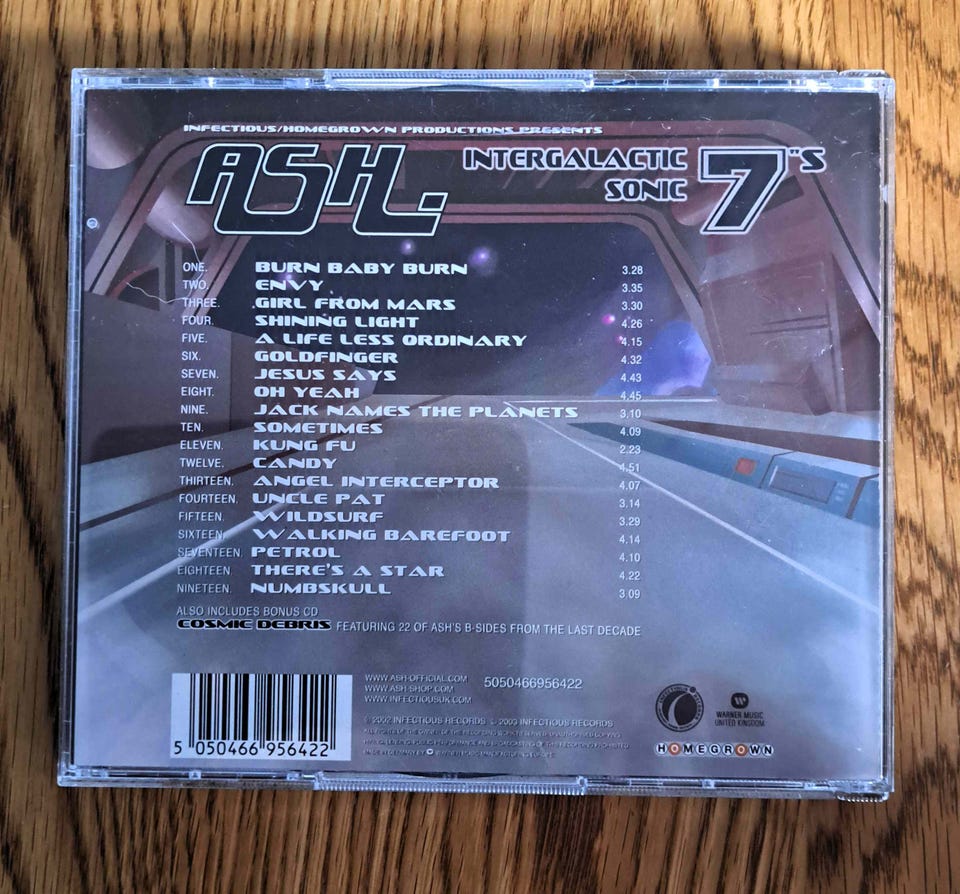 INFECTIOUS/HOMEGROWN PRODUCTIONS PRESENTS
ASH.
INTERGALACTIC
SONIC
7"S
ONE. BURN BABY BURN 3.28
TWO. ENVY 3.35
THREE. GIRL FROM MARS 3.30
FOUR. SHINING LIGHT 4.26
FIVE. A LIFE LESS ORDINARY 4.15
SIX. GOLDFINGER 4.32
SEVEN. JESUS SAYS 4.43
EIGHT. OH YEAH 4.45
NINE. JACK NAMES THE PLANETS 3.10
TEN. SOMETIMES 4.09
ELEVEN. KUNG FU 2.23
TWELVE. CANDY 4.51
THIRTEEN. ANGEL INTERCEPTOR 4.07
FOURTEEN. UNCLE PAT 3.14
FIFTEEN. WILDSURF 3.29
SIXTEEN. WALKING BAREFOOT 4.14
SEVENTEEN. PETROL 4.10
EIGHTEEN. THERE'S A STAR 4.22
NINETEEN. NUMBSKULL 3.09
ALSO INCLUDES BONUS CD
COSMIC DEBRIS FEATURING 22 OF ASH'S B-SIDES FROM THE LAST DECADE
WWW.ASH-OFFICIAL.COM
WWW.ASH-SHOP.COM
WWW.INFECTIOUSUK.COM
5050466956422
5 050466 956422
© 2002 INFECTIOUS RECORDS 2003 INFECTIOUS RECORDS
WARNER MUSIC
UNITED KINGDOM
HOMEGROWN